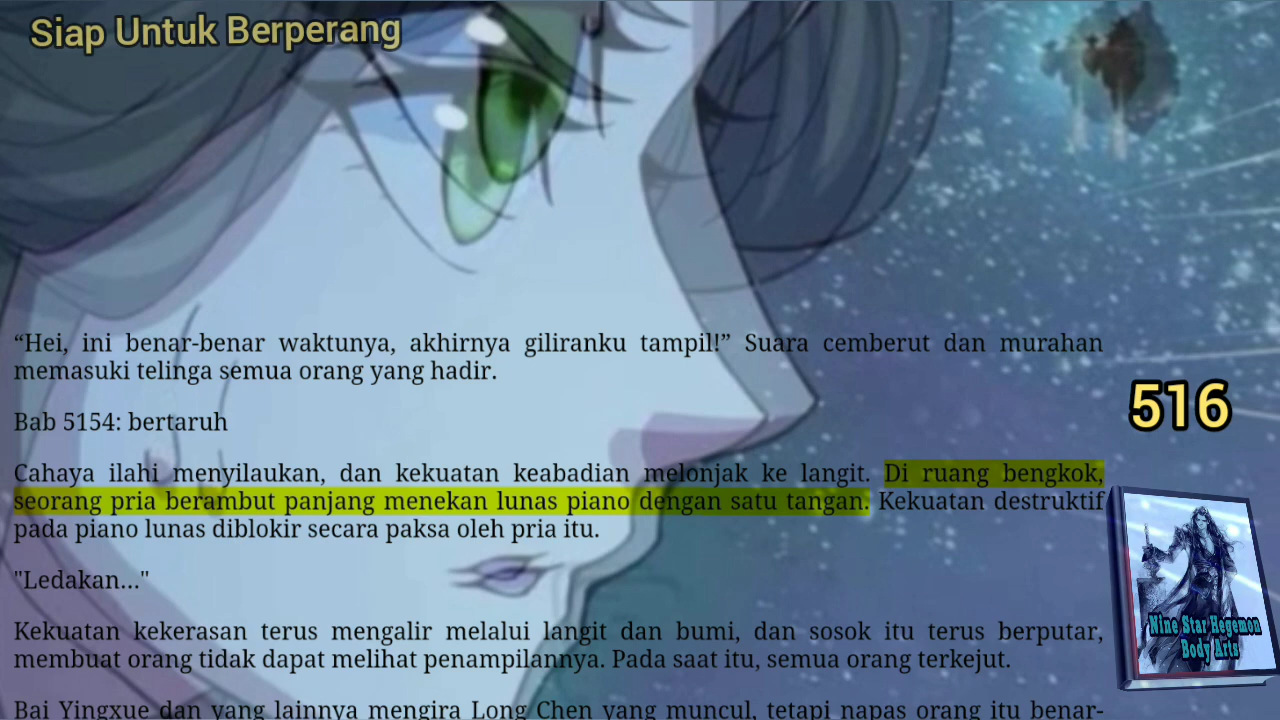 Siap Untuk Berperang
“Hei, ini benar-benar waktunya, akhirnya giliranku tampil!” Suara cemberut dan murahan
memasuki telinga semua orang yang hadir.
Bab 5154: bertaruh
Cahaya ilahi menyilaukan, dan kekuatan keabadian melonjak ke langit. Di ruang bengkok,
seorang pria berambut panjang menekan lunas piano dengan satu tangan. Kekuatan destruktif
pada piano lunas diblokir secara paksa oleh pria itu.
"Ledakan..."
Kekuatan kekerasan terus mengalir melalui langit dan bumi, dan sosok itu terus berputar,
membuat orang tidak dapat melihat penampilannya. Pada saat itu, semua orang terkejut.
Bai Yingxue dan yang lainnya mengira Long Chen yang muncul, tetapi napas orang itu benar-
516
Nine Star Hegemon
Body Arts